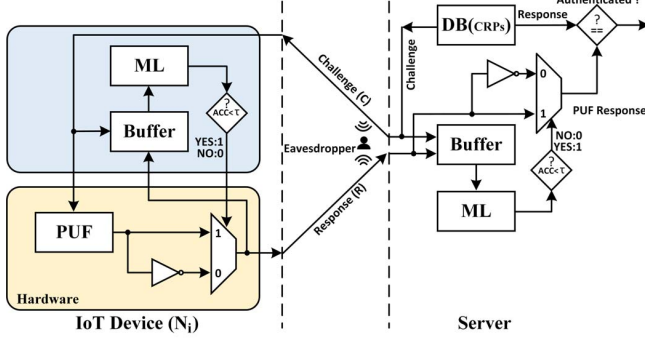 Authenticated ?
DB(CRPs)
Response
?
==
ML
?
ACC<τ
Buffer
YES:1
NO:0
Challenge (C)
Challenge
0
1
PUF Response
Eavesdropper
Buffer
NO:0
YES:1
?
ACC<τ
ML
PUF
1
0
Response (R)
Hardware
IoT Device (Ni)
Server